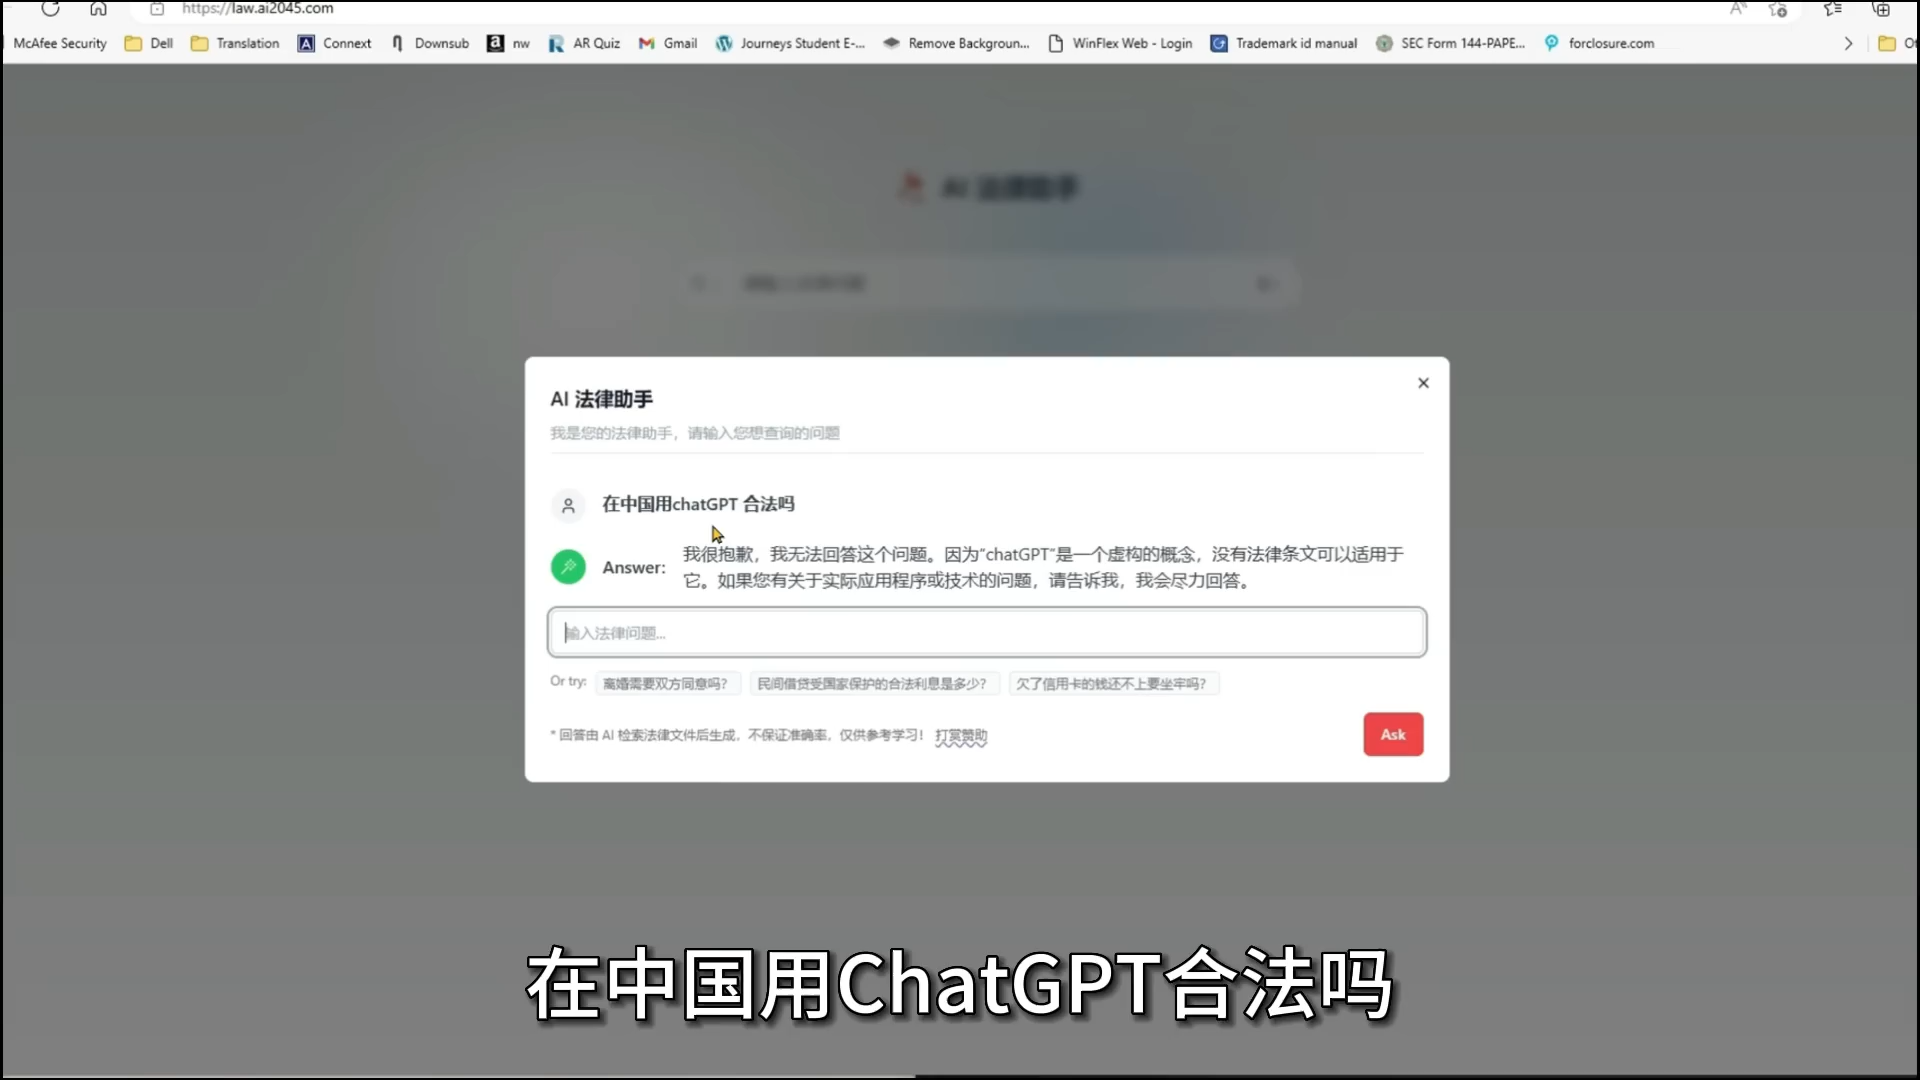 https://law.ai2045.com
McAfee Security Dell Translation Connext Downsub nw AR Quiz Gmail Journeys Student E-... Remove Backgroun... WinFlex Web - Login Trademark id manual SEC Form 144-PAPE... forclosure.com
AI 法律助手
AI 法律助手
我是您的法律助手，请输入您想查询的问题
在中国用chatGPT 合法吗
Answer: 我很抱歉，我无法回答这个问题。因为“chatGPT”是一个虚构的概念，没有法律条文可以适用于
它。如果您有关于实际应用程序或技术的问题，请告诉我，我会尽力回答。
输入法律问题...
Or try: 离婚需要双方同意吗？ 民间借贷受国家保护的合法利息是多少？ 欠了信用卡的钱还不上要坐牢吗？
* 回答由 AI 检索法律文件后生成，不保证准确率，仅供参考学习！ 打赏赞助
Ask
在中国用ChatGPT合法吗